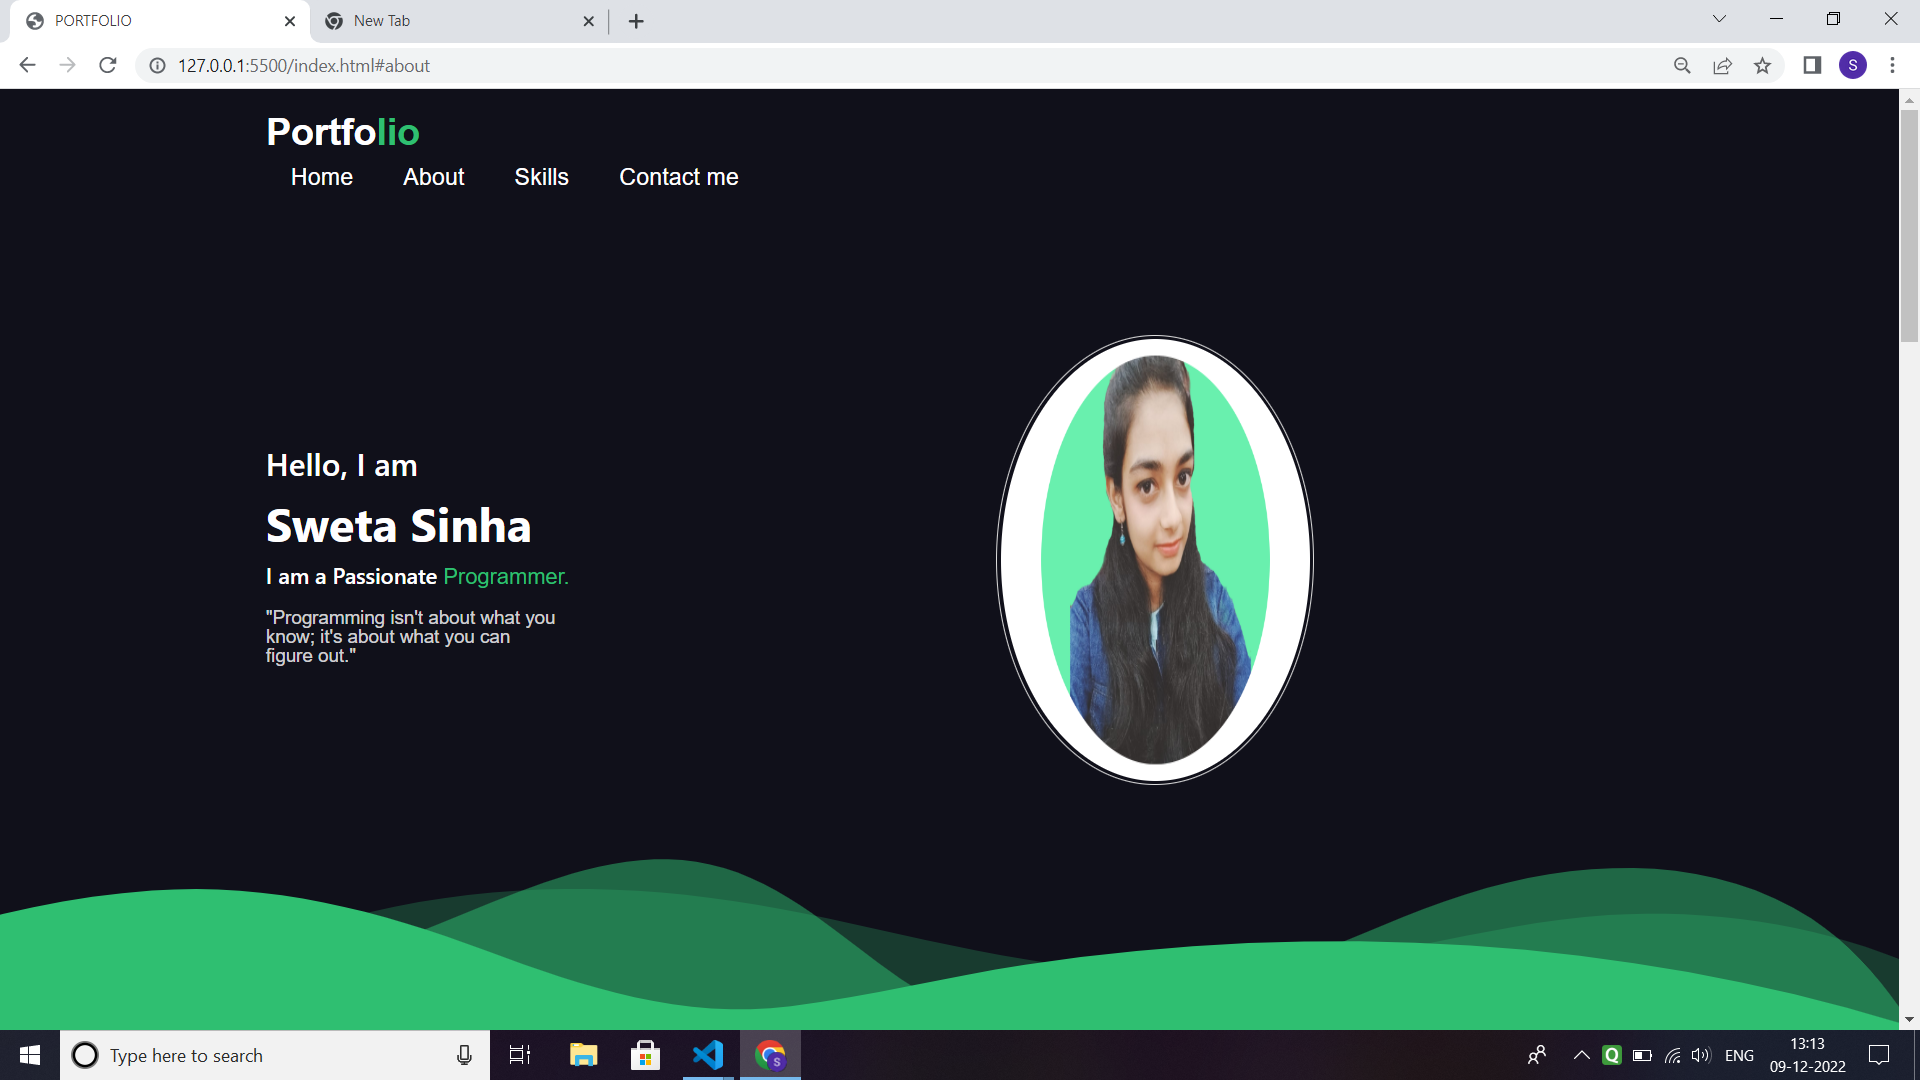 PORTFOLIO
New Tab
127.0.0.1:5500/index.html#about
S
Portfolio
Home About Skills Contact me
Hello, I am
Sweta Sinha
I am a Passionate Programmer.
"Programming isn't about what you
know; it's about what you can
figure out."
Type here to search
S
Q
ENG
13:13
09-12-2022